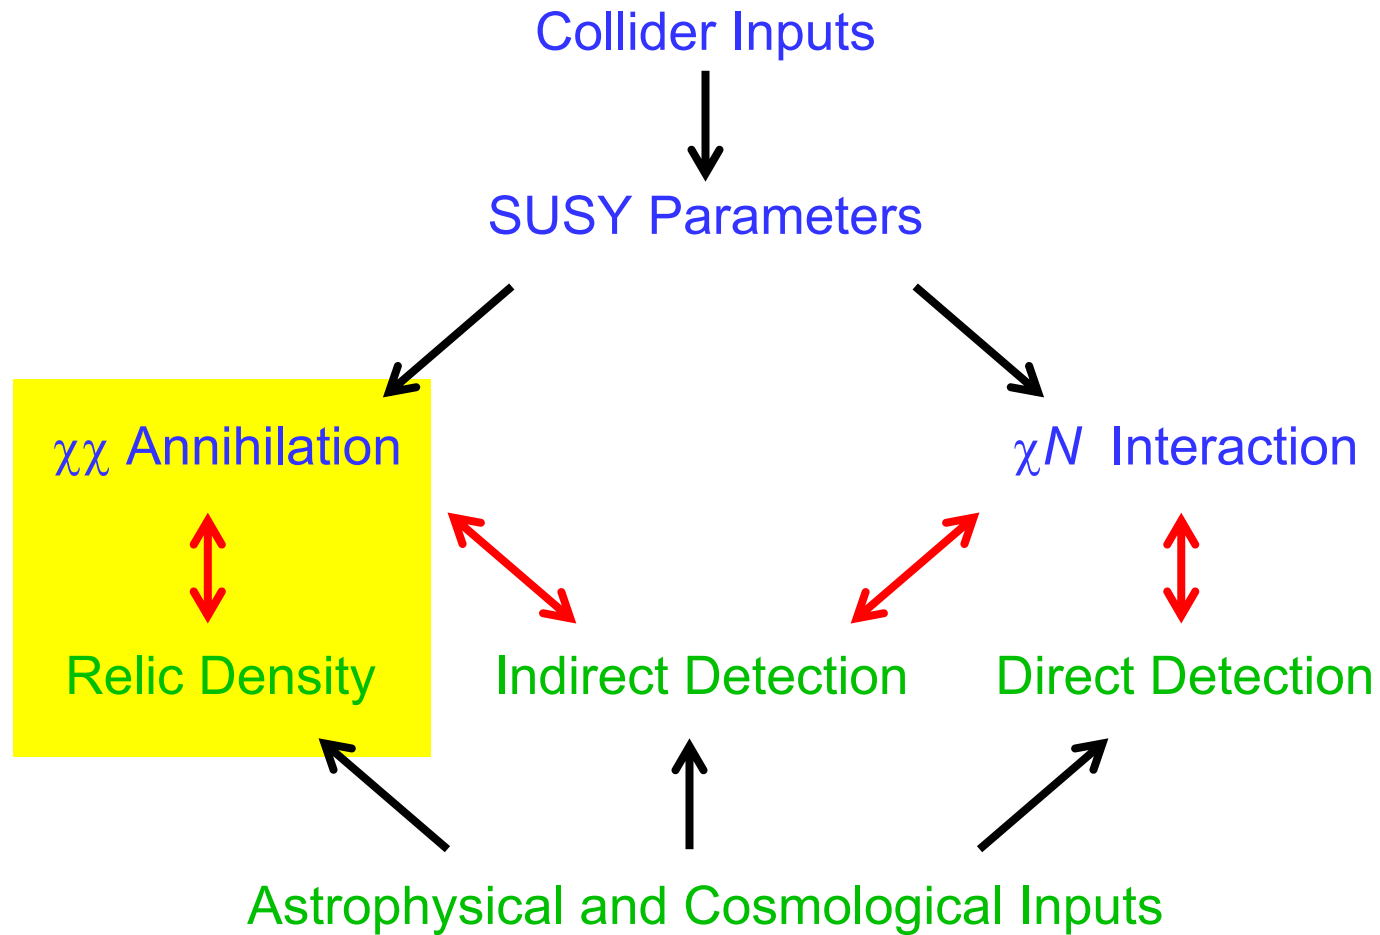 Collider Inputs
SUSY Parameters
χχ Annihilation
χN Interaction
Relic Density
Indirect Detection
Direct Detection
Astrophysical and Cosmological Inputs